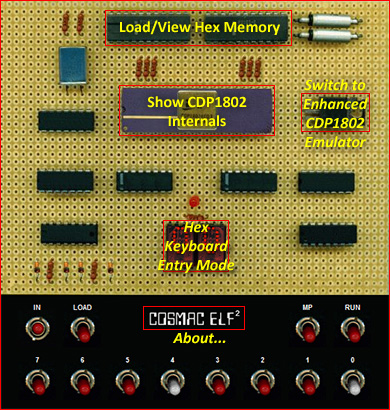 Load/View Hex Memory
Show CDP1802
Internals
Switch to
Enhanced
CDP1802
Emulator
Hex
Keyboard
Entry Mode
IN LOAD COSMAC ELF² MP RUN
About...
7 6 5 4 3 2 1 0